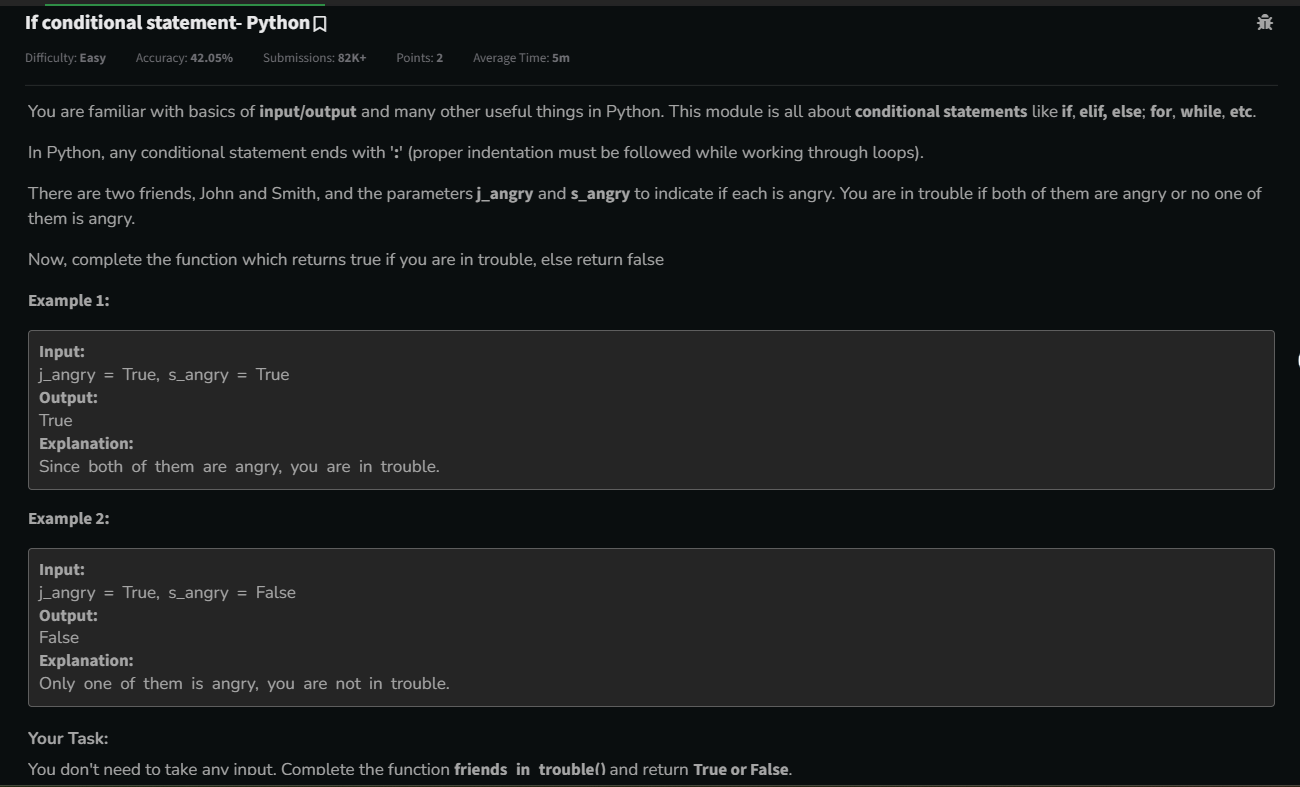 If conditional statement- Python
Difficulty: Easy Accuracy: 42.05% Submissions: 82K+ Points: 2 Average Time: 5m
You are familiar with basics of input/output and many other useful things in Python. This module is all about conditional statements like if, elif, else; for, while, etc.
In Python, any conditional statement ends with ':' (proper indentation must be followed while working through loops).
There are two friends, John and Smith, and the parameters j_angry and s_angry to indicate if each is angry. You are in trouble if both of them are angry or no one of
them is angry.
Now, complete the function which returns true if you are in trouble, else return false
Example 1:
Input:
j_angry = True, s_angry = True
Output:
True
Explanation:
Since both of them are angry, you are in trouble.
Example 2:
Input:
j_angry = True, s_angry = False
Output:
False
Explanation:
Only one of them is angry, you are not in trouble.
Your Task:
You don't need to take any input. Complete the function friends_in_trouble() and return True or False.